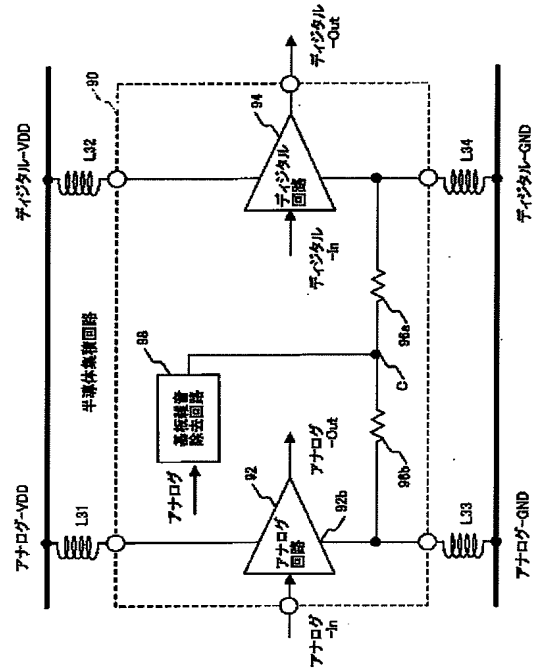 アナログ-VDD
半導体集積回路
ディジタル-VDD
L31
L32
90
98
基板雑音
除去回路
アナログ
92
アナログ
回路
92b
アナログ
-In
アナログ
-Out
94
ディジタル
回路
ディジタル
-In
ディジタル
-Out
96b
C
96a
L33
L34
アナログ-GND
ディジタル-GND